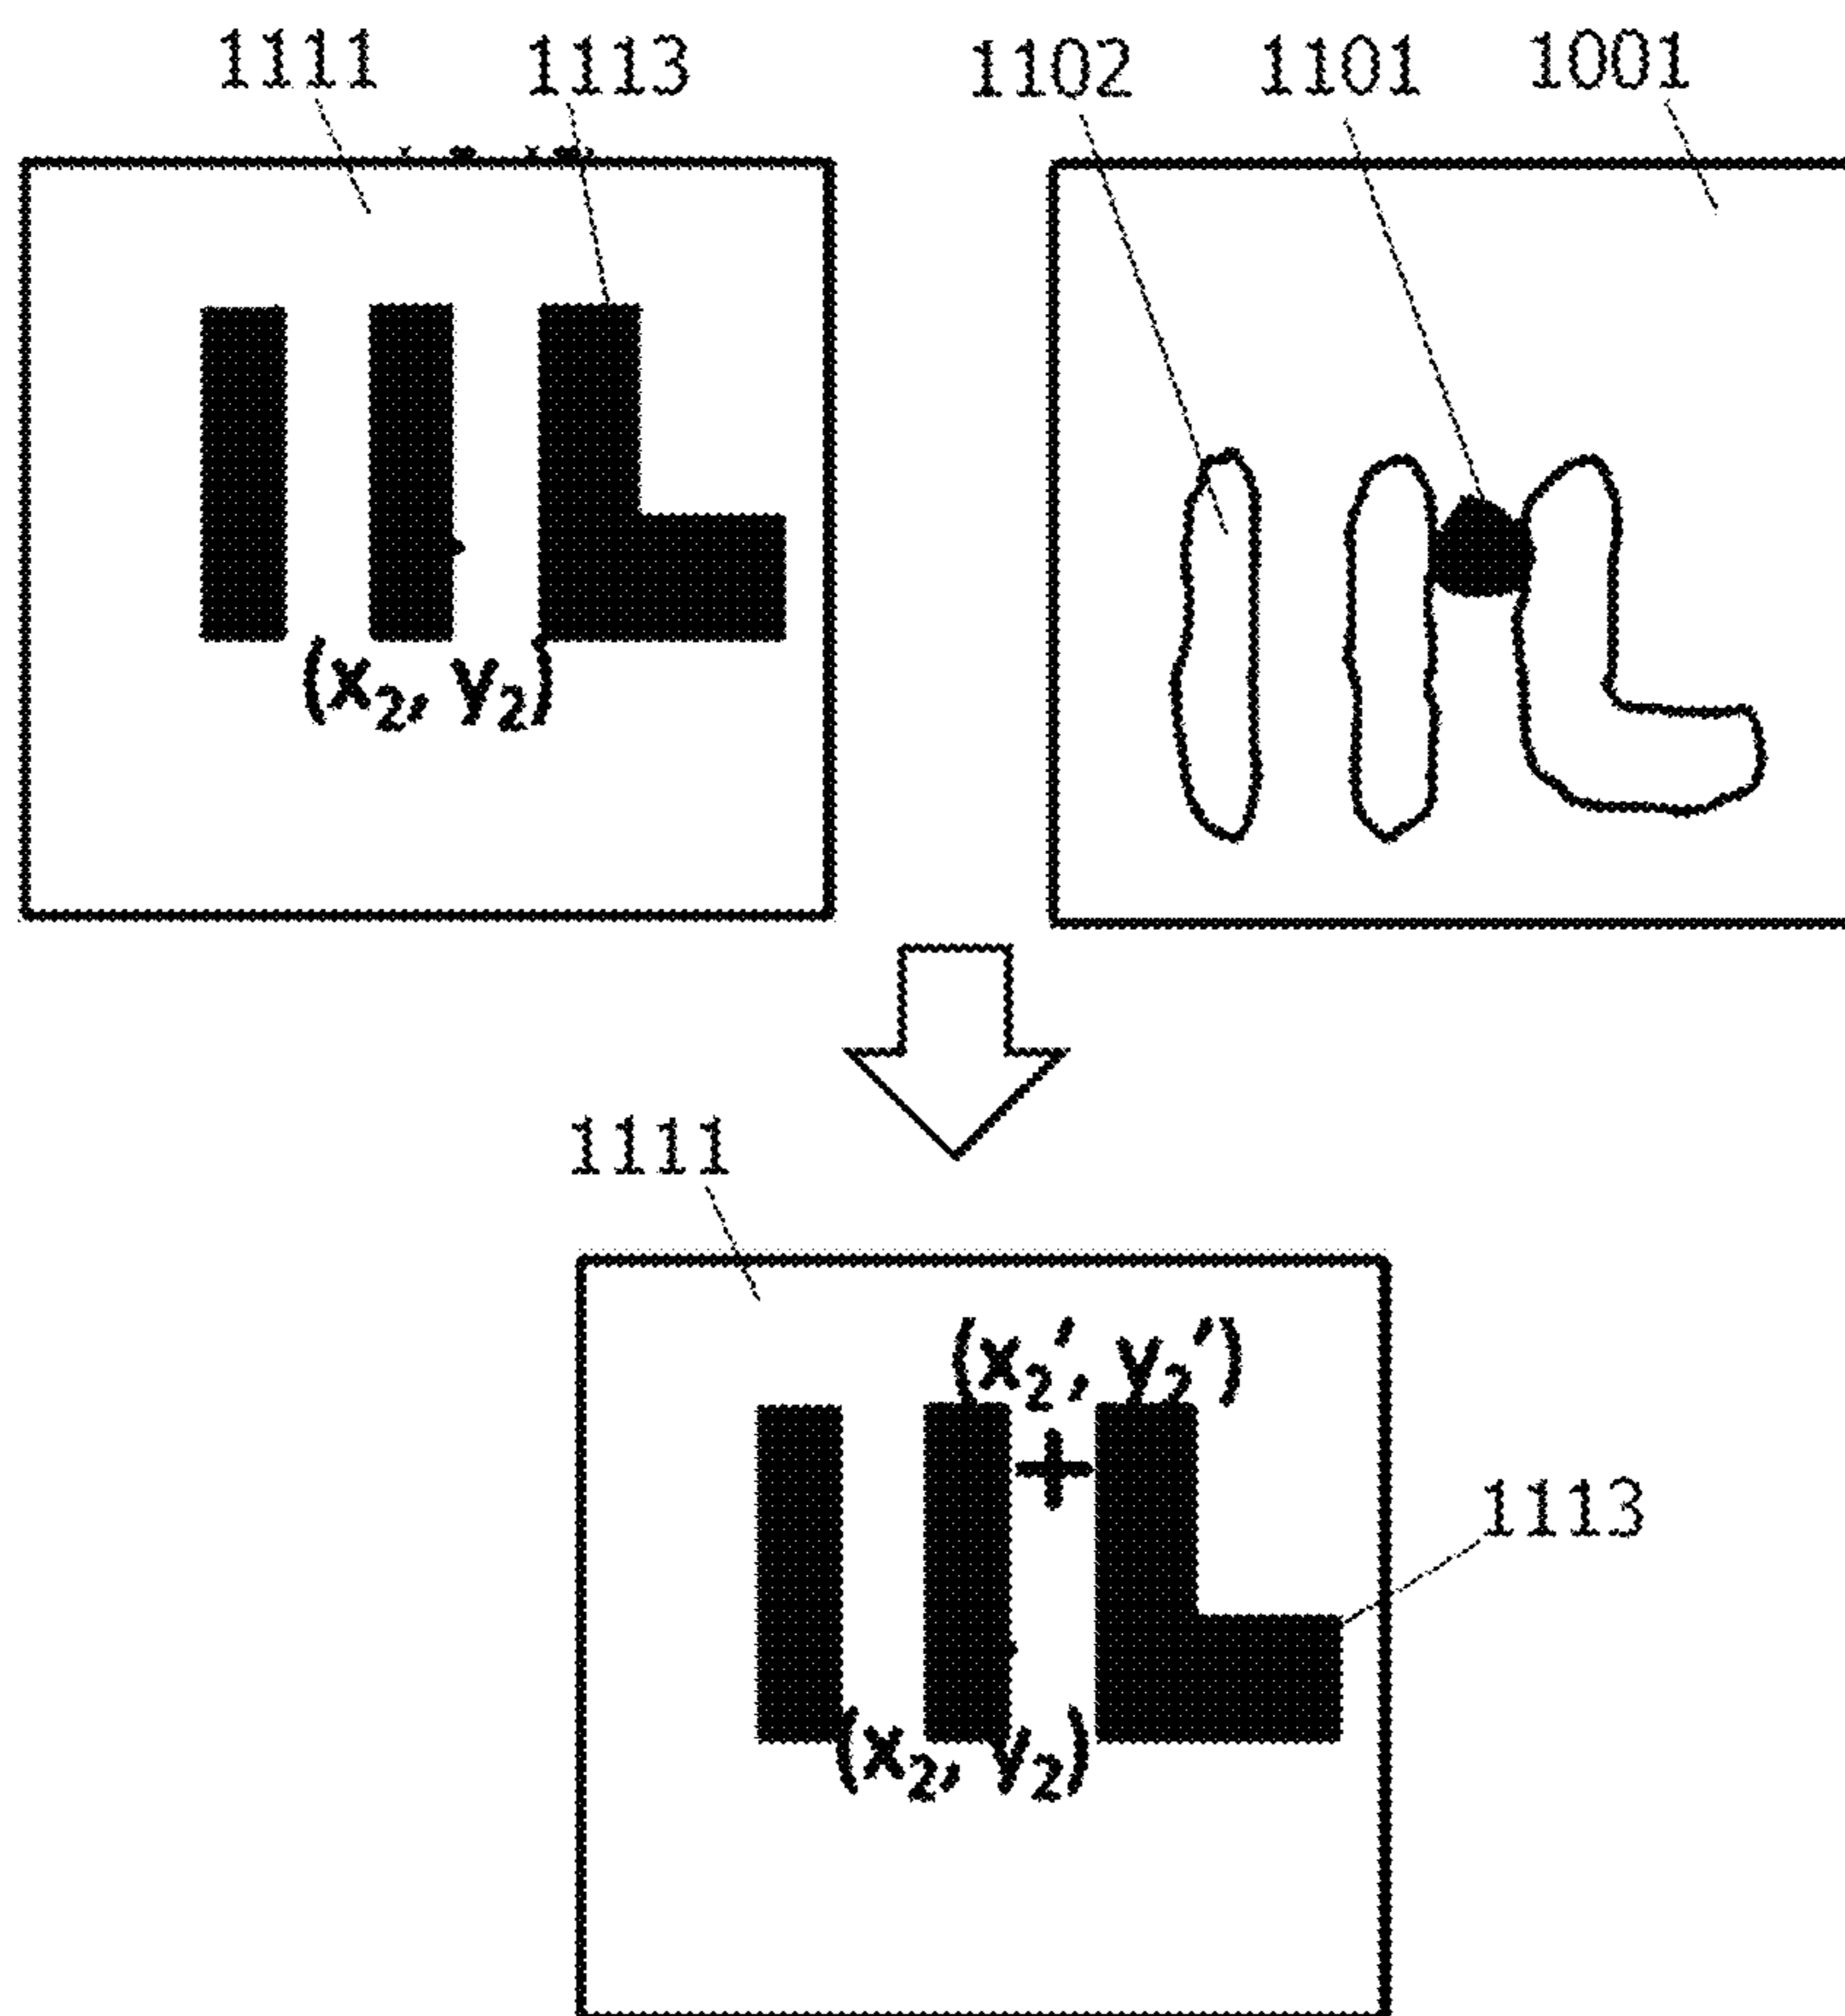 1111 1113 1102 1101 1001
(x₂, y₂)
1111
(x₂′, y₂′)
1113
(x₂, y₂)